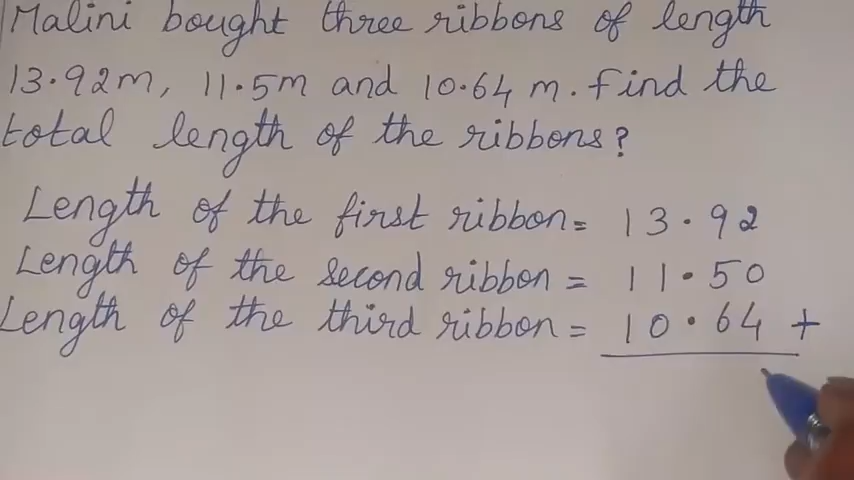 Malini bought three ribbons of length
13.92m, 11.5m and 10.64 m. find the
total length of the ribbons?
Length of the first ribbon = 13.92
Length of the second ribbon = 11.50
Length of the third ribbon = 10.64 +